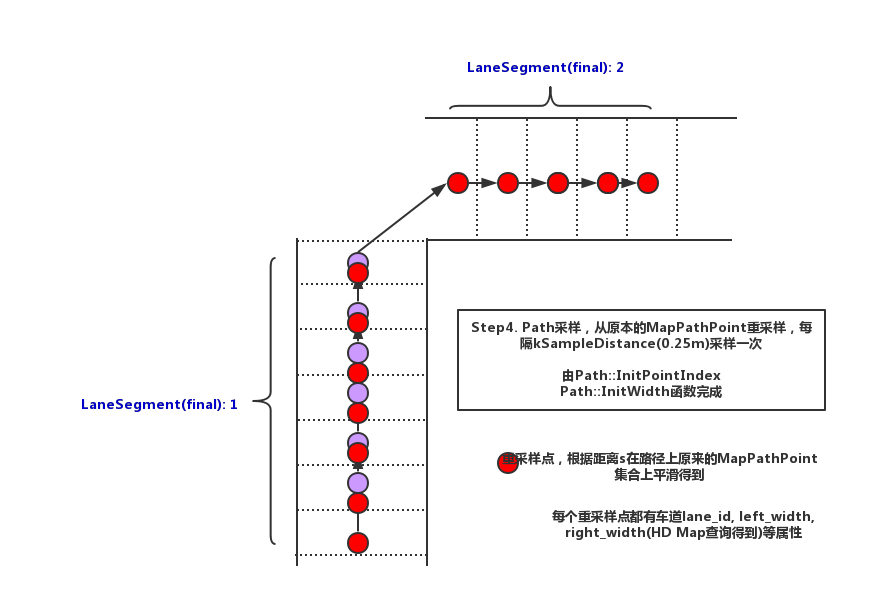 LaneSegment(final): 2
Step4. Path采样，从原本的MapPathPoint重采样，每
隔kSampleDistance(0.25m)采样一次
由Path::InitPointIndex
Path::InitWidth函数完成
LaneSegment(final): 1
重采样点，根据距离s在路径上原来的MapPathPoint
集合上平滑得到
每个重采样点都有车道lane_id, left_width,
right_width(HD Map查询得到)等属性